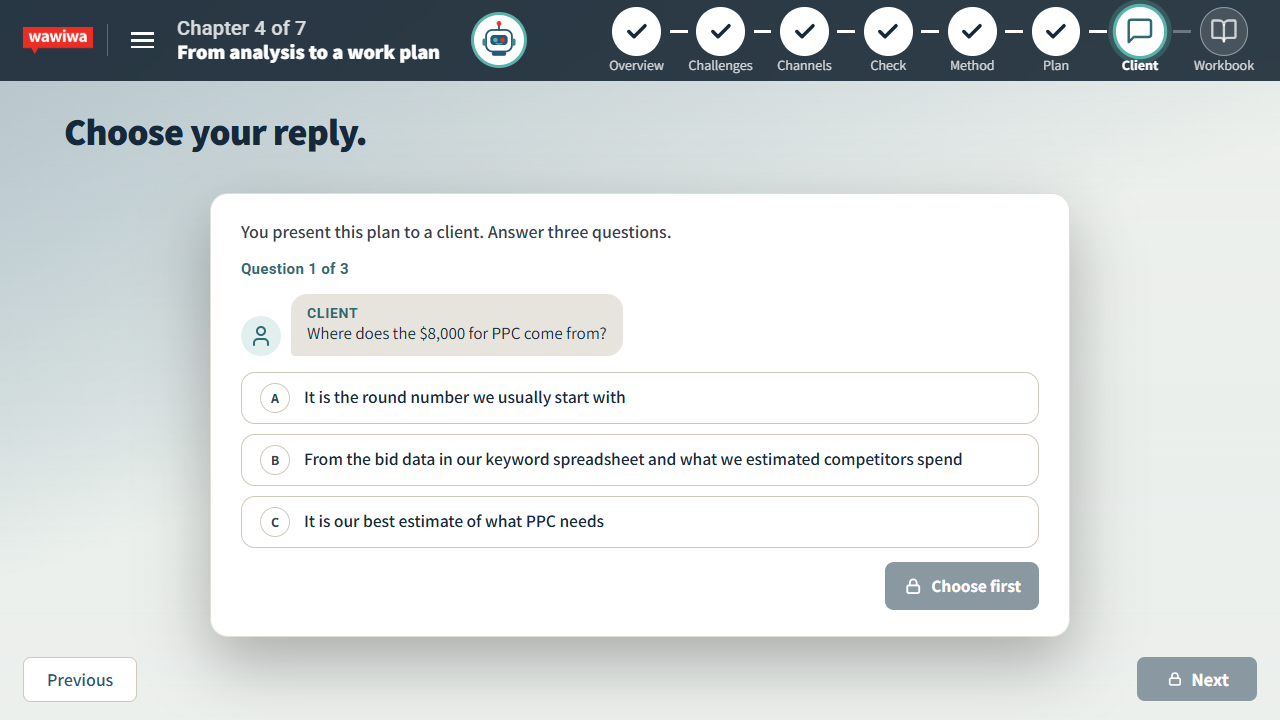 wawiwa
Chapter 4 of 7
From analysis to a work plan
Overview
Challenges
Channels
Check
Method
Plan
Client
Workbook
Choose your reply.
You present this plan to a client. Answer three questions.
Question 1 of 3
CLIENT
Where does the $8,000 for PPC come from?
A It is the round number we usually start with
B From the bid data in our keyword spreadsheet and what we estimated competitors spend
C It is our best estimate of what PPC needs
Choose first
Previous
Next